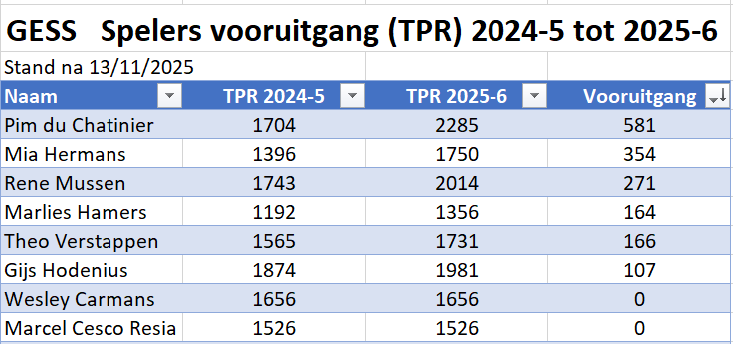 GESS   Spelers vooruitgang (TPR) 2024-5 tot 2025-6
Stand na 13/11/2025
Naam TPR 2024-5 TPR 2025-6 Vooruitgang
Pim du Chatinier 1704 2285 581
Mia Hermans 1396 1750 354
Rene Mussen 1743 2014 271
Marlies Hamers 1192 1356 164
Theo Verstappen 1565 1731 166
Gijs Hodenius 1874 1981 107
Wesley Carmans 1656 1656 0
Marcel Cesco Resia 1526 1526 0